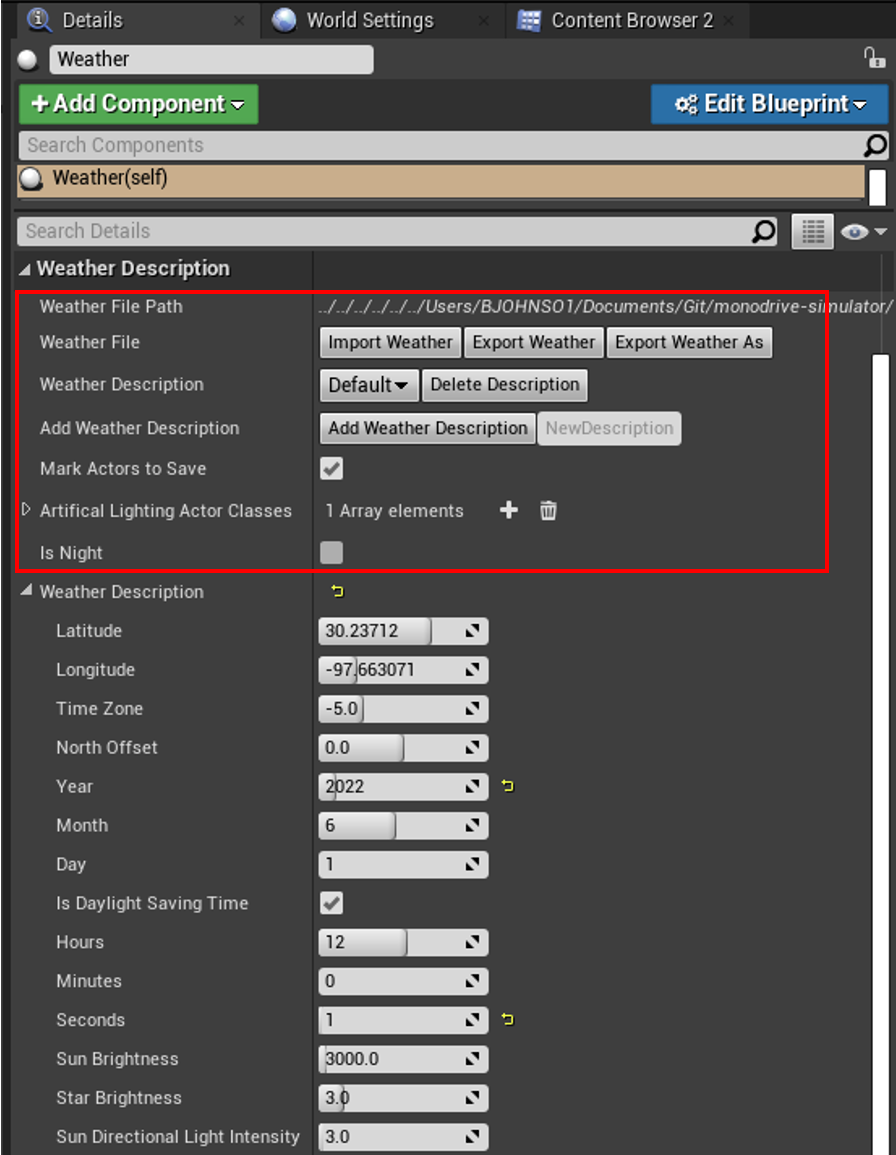 Details World Settings Content Browser 2
Weather
+Add Component Edit Blueprint
Search Components
Weather(self)
Search Details
Weather Description
Weather File Path ../../../../../../Users/BJOHNSO1/Documents/Git/monodrive-simulator/
Weather File Import Weather Export Weather Export Weather As
Weather Description Default Delete Description
Add Weather Description Add Weather Description NewDescription
Mark Actors to Save
Artifical Lighting Actor Classes 1 Array elements
Is Night
Weather Description
Latitude 30.23712
Longitude -97.663071
Time Zone -5.0
North Offset 0.0
Year 2022
Month 6
Day 1
Is Daylight Saving Time
Hours 12
Minutes 0
Seconds 1
Sun Brightness 3000.0
Star Brightness 3.0
Sun Directional Light Intensity 3.0